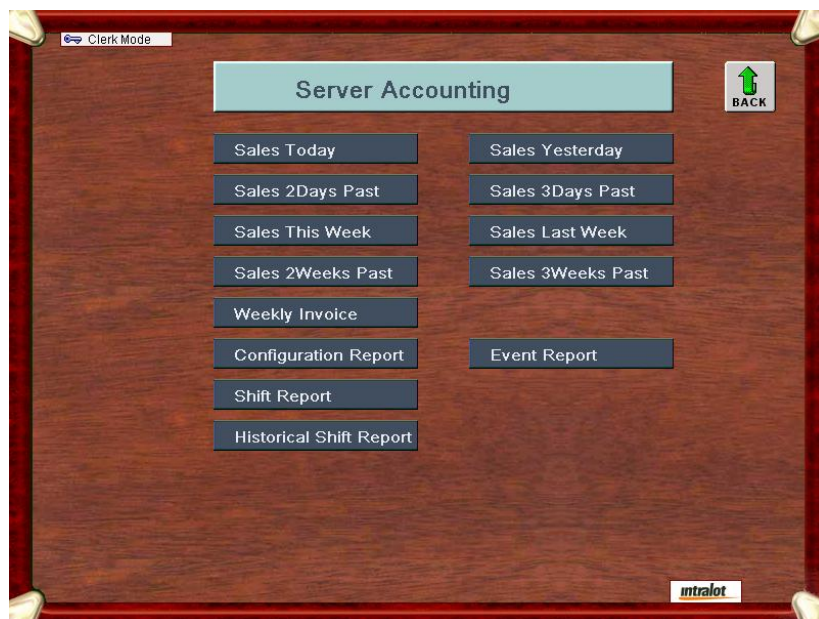 Clerk Mode
Server Accounting
BACK
Sales Today
Sales Yesterday
Sales 2Days Past
Sales 3Days Past
Sales This Week
Sales Last Week
Sales 2Weeks Past
Sales 3Weeks Past
Weekly Invoice
Configuration Report
Event Report
Shift Report
Historical Shift Report
intralot